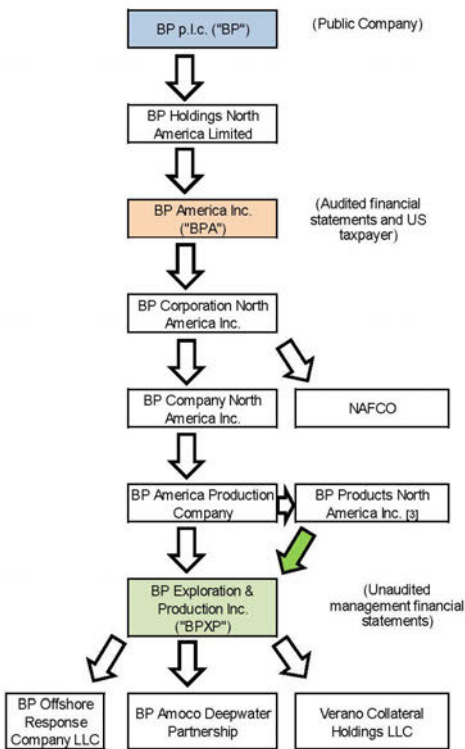 BP p.l.c. ("BP")
(Public Company)
BP Holdings North
America Limited
BP America Inc.
("BPA")
(Audited financial
statements and US
taxpayer)
BP Corporation North
America Inc.
BP Company North
America Inc.
NAFCO
BP America Production
Company
BP Products North
America Inc. [3]
BP Exploration &
Production Inc.
("BPXP")
(Unaudited
management financial
statements)
BP Offshore
Response
Company LLC
BP Amoco Deepwater
Partnership
Verano Collateral
Holdings LLC